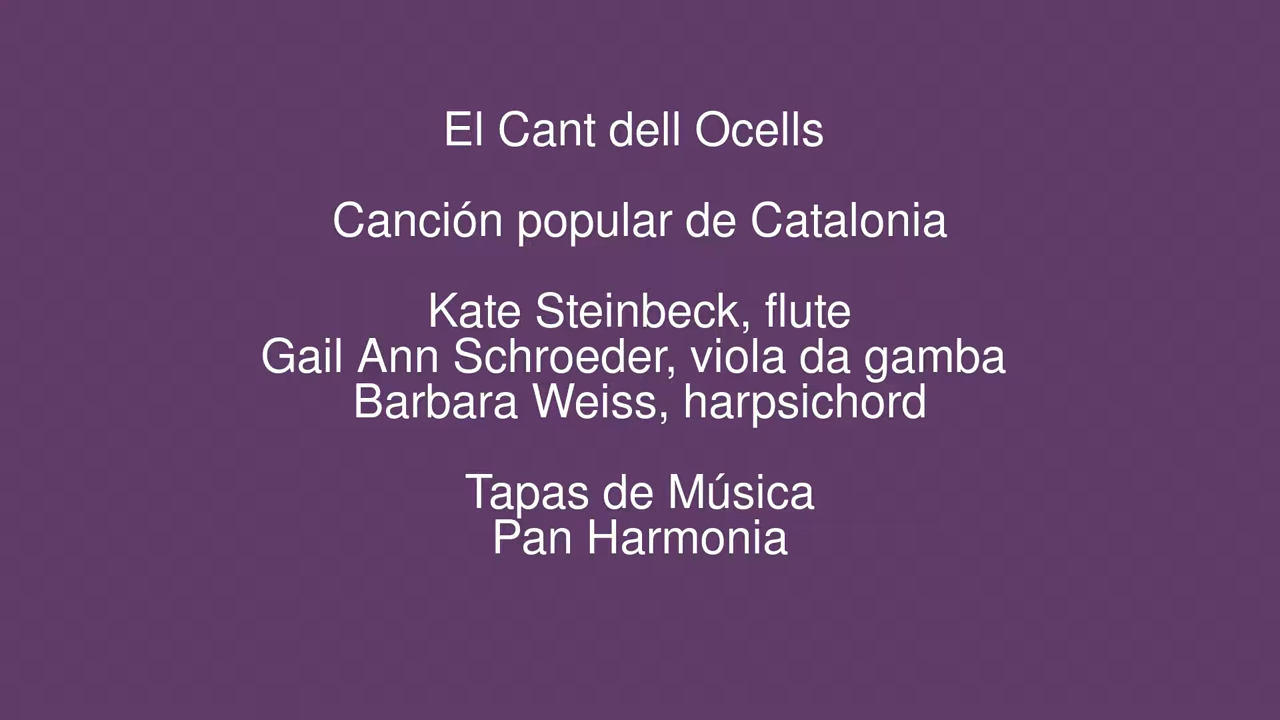 El Cant dell Ocells
Canción popular de Catalonia
Kate Steinbeck, flute
Gail Ann Schroeder, viola da gamba
Barbara Weiss, harpsichord
Tapas de Música
Pan Harmonia